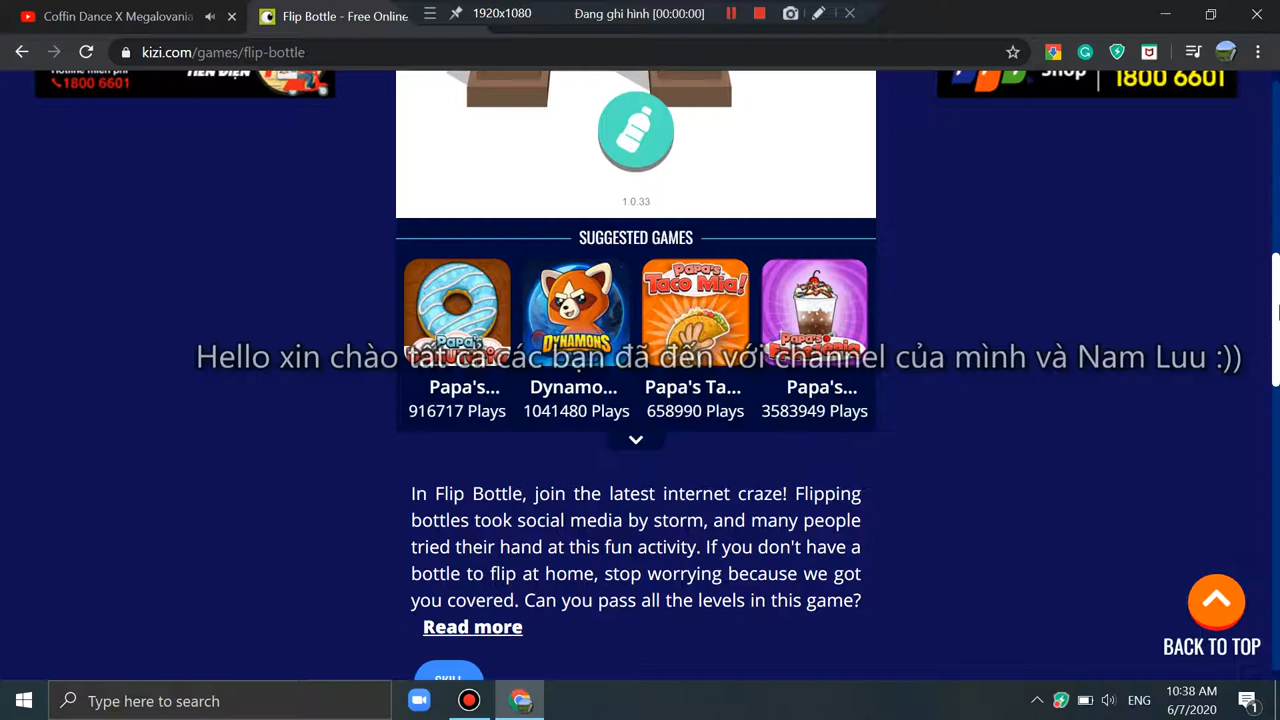 Coffin Dance X Megalovania
Flip Bottle - Free Online
1920x1080
Đang ghi hình [00:00:00]
kizi.com/games/flip-bottle
1800 6601
TIỀN ĐIỆN
Shop
1800 6601
1.0.33
SUGGESTED GAMES
Papa's
Taco Mia!
DYNAMONS
Hello xin chào tất cả các bạn đã đến với channel của mình và Nam Luu :))
Papa's... Dynamo... Papa's Ta... Papa's...
916717 Plays 1041480 Plays 658990 Plays 3583949 Plays
In Flip Bottle, join the latest internet craze! Flipping
bottles took social media by storm, and many people
tried their hand at this fun activity. If you don't have a
bottle to flip at home, stop worrying because we got
you covered. Can you pass all the levels in this game?
Read more
SKILL
BACK TO TOP
Type here to search
ENG
10:38 AM
6/7/2020